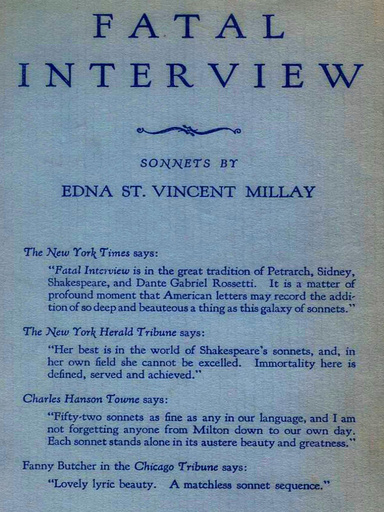 FATAL
INTERVIEW
SONNETS BY
EDNA ST. VINCENT MILLAY
The New York Times says:
"Fatal Interview is in the great tradition of Petrarch, Sidney,
Shakespeare, and Dante Gabriel Rossetti. It is a matter of
profound moment that American letters may record the addi-
tion of so deep and beauteous a thing as this galaxy of sonnets."
The New York Herald Tribune says:
"Her best is in the world of Shakespeare's sonnets, and, in
her own field she cannot be excelled. Immortality here is
defined, served and achieved."
Charles Hanson Towne says:
"Fifty-two sonnets as fine as any in our language, and I am
not forgetting anyone from Milton down to our own day.
Each sonnet stands alone in its austere beauty and greatness."
Fanny Butcher in the Chicago Tribune says:
"Lovely lyric beauty. A matchless sonnet sequence."